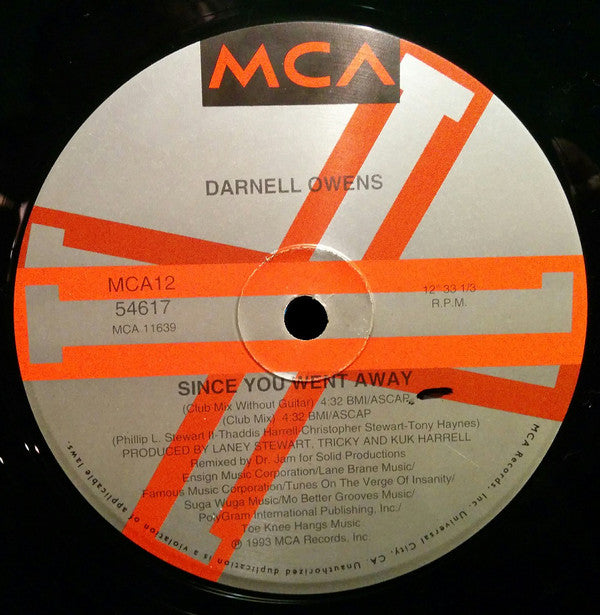 MCA
DARNELL OWENS
MCA12
54617
MCA 11639
12" 33 1/3
R.P.M.
SINCE YOU WENT AWAY
(Club Mix Without Guitar) 4:32 BMI/ASCAP
(Club Mix) 4:32 BMI/ASCAP
(Phillip L. Stewart II-Thaddis Harrell-Christopher Stewart-Tony Haynes)
PRODUCED BY LANEY STEWART, TRICKY AND KUK HARRELL
Remixed by Dr. Jam for Solid Productions
Ensign Music Corporation/Lane Brane Music/
Famous Music Corporation/Tunes On The Verge Of Insanity/
Suga Wuga Music/Mo Better Grooves Music/
PolyGram International Publishing, Inc./
Toe Knee Hangs Music
℗ 1993 MCA Records, Inc.
MCA Records, Inc. Universal City, CA. Unauthorized duplication is a violation of applicable laws.